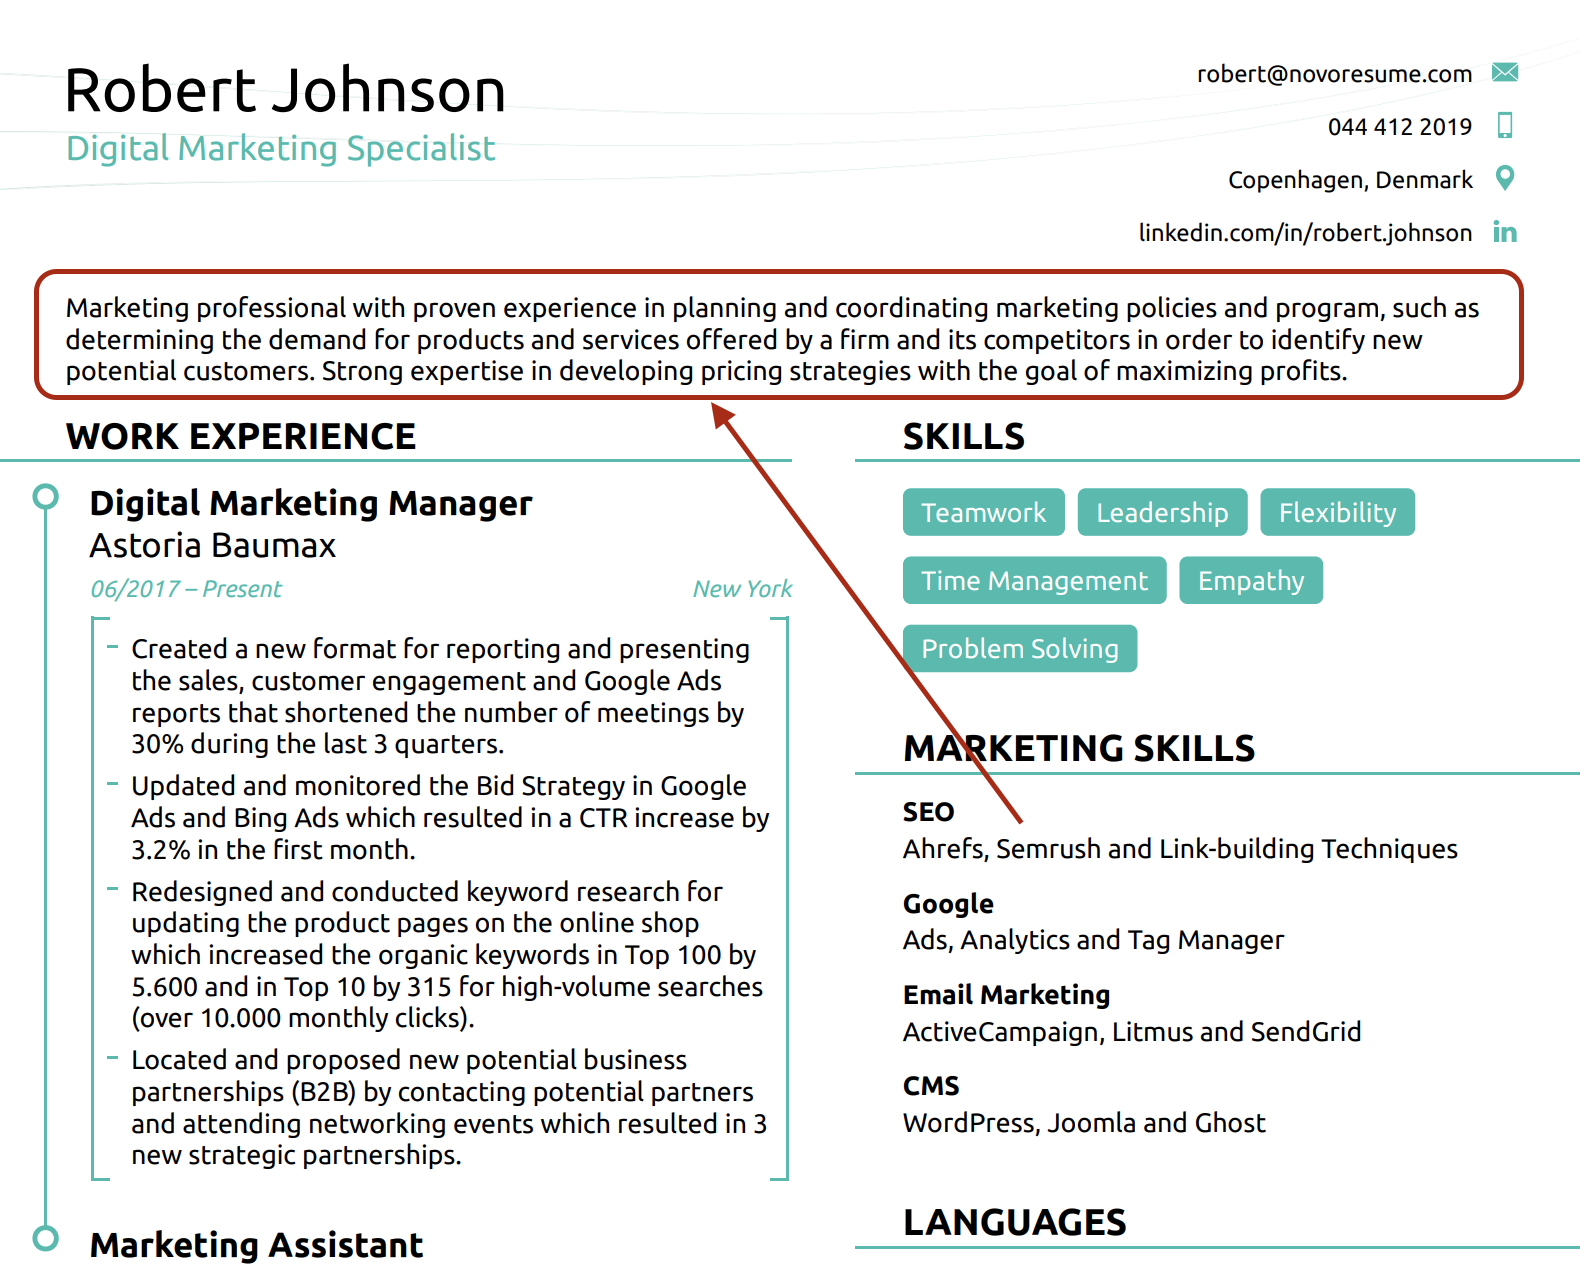 Robert Johnson
Digital Marketing Specialist
robert@novoresume.com
044 412 2019
Copenhagen, Denmark
linkedin.com/in/robert.johnson
in
Marketing professional with proven experience in planning and coordinating marketing policies and program, such as
determining the demand for products and services offered by a firm and its competitors in order to identify new
potential customers. Strong expertise in developing pricing strategies with the goal of maximizing profits.
WORK EXPERIENCE
Digital Marketing Manager
Astoria Baumax
06/2017 – Present
New York
– Created a new format for reporting and presenting
the sales, customer engagement and Google Ads
reports that shortened the number of meetings by
30% during the last 3 quarters.
– Updated and monitored the Bid Strategy in Google
Ads and Bing Ads which resulted in a CTR increase by
3.2% in the first month.
– Redesigned and conducted keyword research for
updating the product pages on the online shop
which increased the organic keywords in Top 100 by
5.600 and in Top 10 by 315 for high-volume searches
(over 10.000 monthly clicks).
– Located and proposed new potential business
partnerships (B2B) by contacting potential partners
and attending networking events which resulted in 3
new strategic partnerships.
Marketing Assistant
SKILLS
Teamwork
Leadership
Flexibility
Time Management
Empathy
Problem Solving
MARKETING SKILLS
SEO
Ahrefs, Semrush and Link-building Techniques
Google
Ads, Analytics and Tag Manager
Email Marketing
ActiveCampaign, Litmus and SendGrid
CMS
WordPress, Joomla and Ghost
LANGUAGES